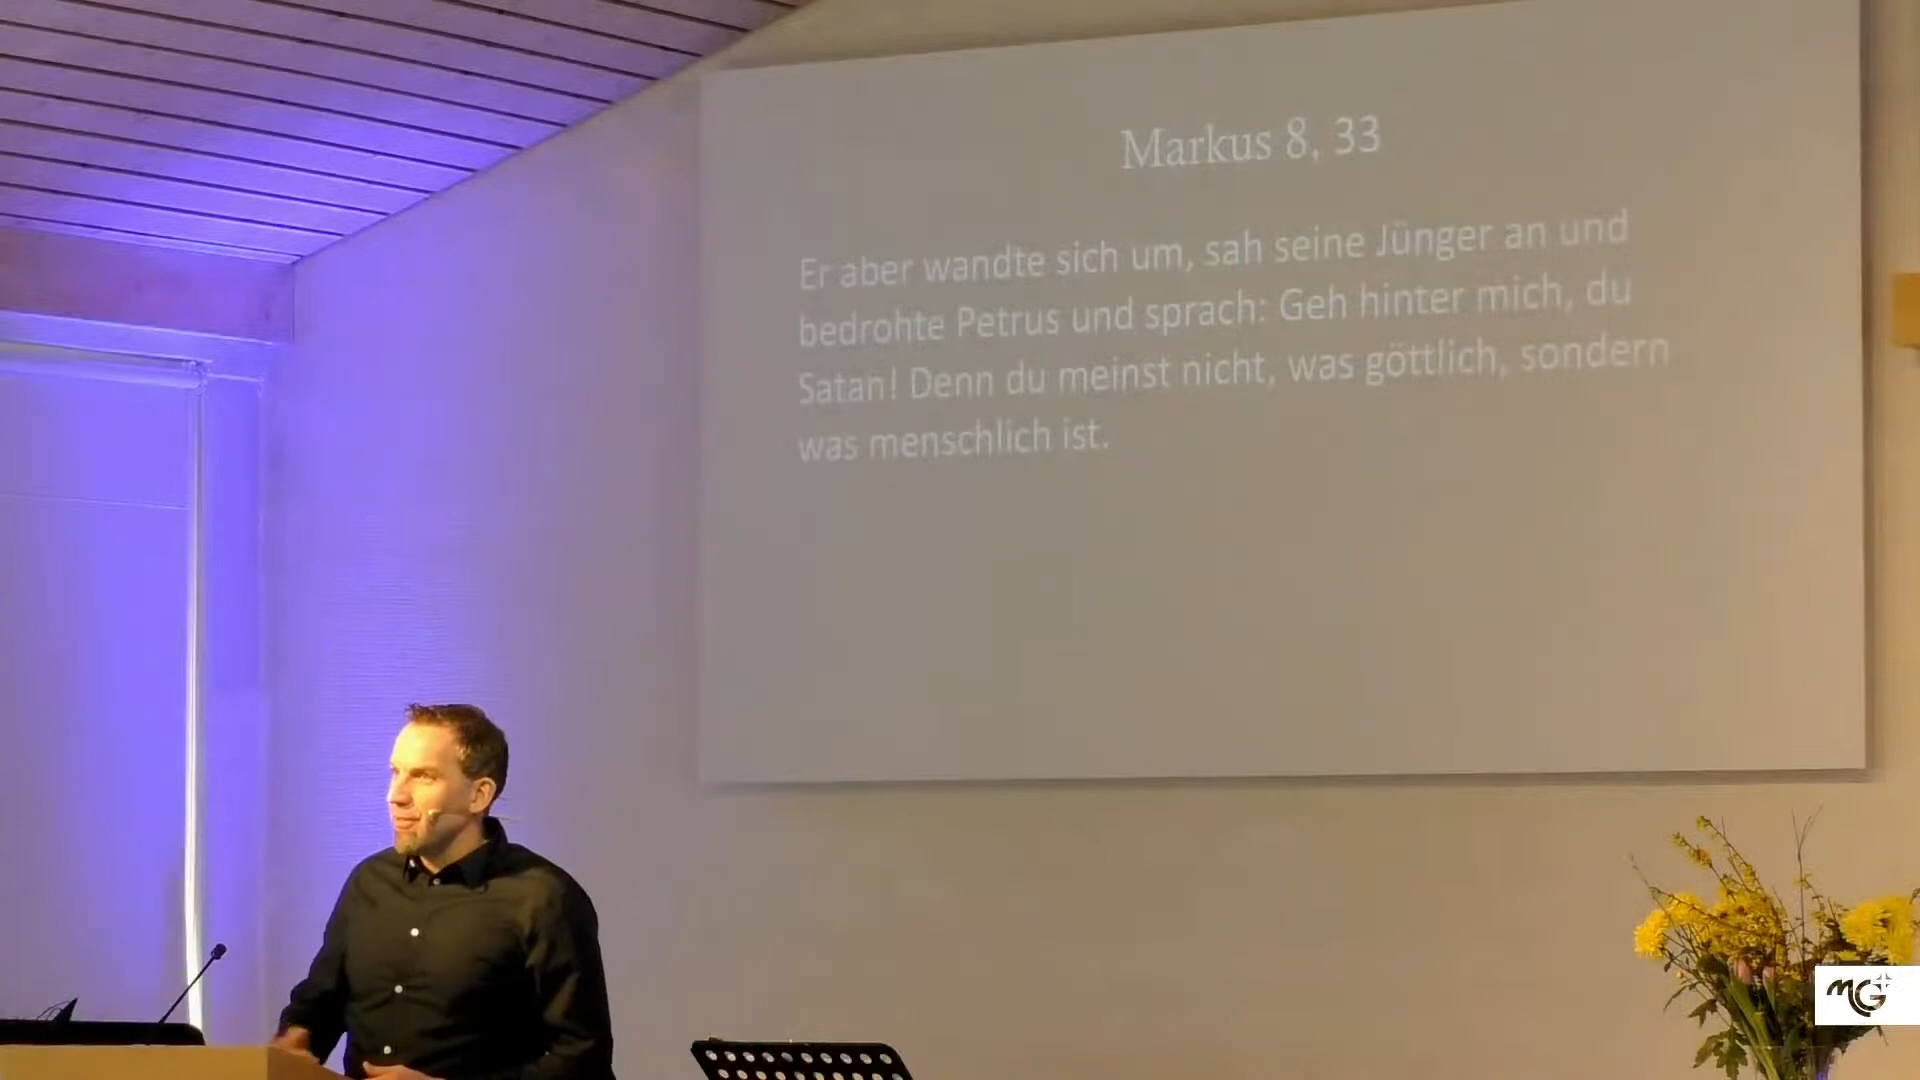 Markus 8, 33
Er aber wandte sich um, sah seine Jünger an und
bedrohte Petrus und sprach: Geh hinter mich, du
Satan! Denn du meinst nicht, was göttlich, sondern
was menschlich ist.
MG